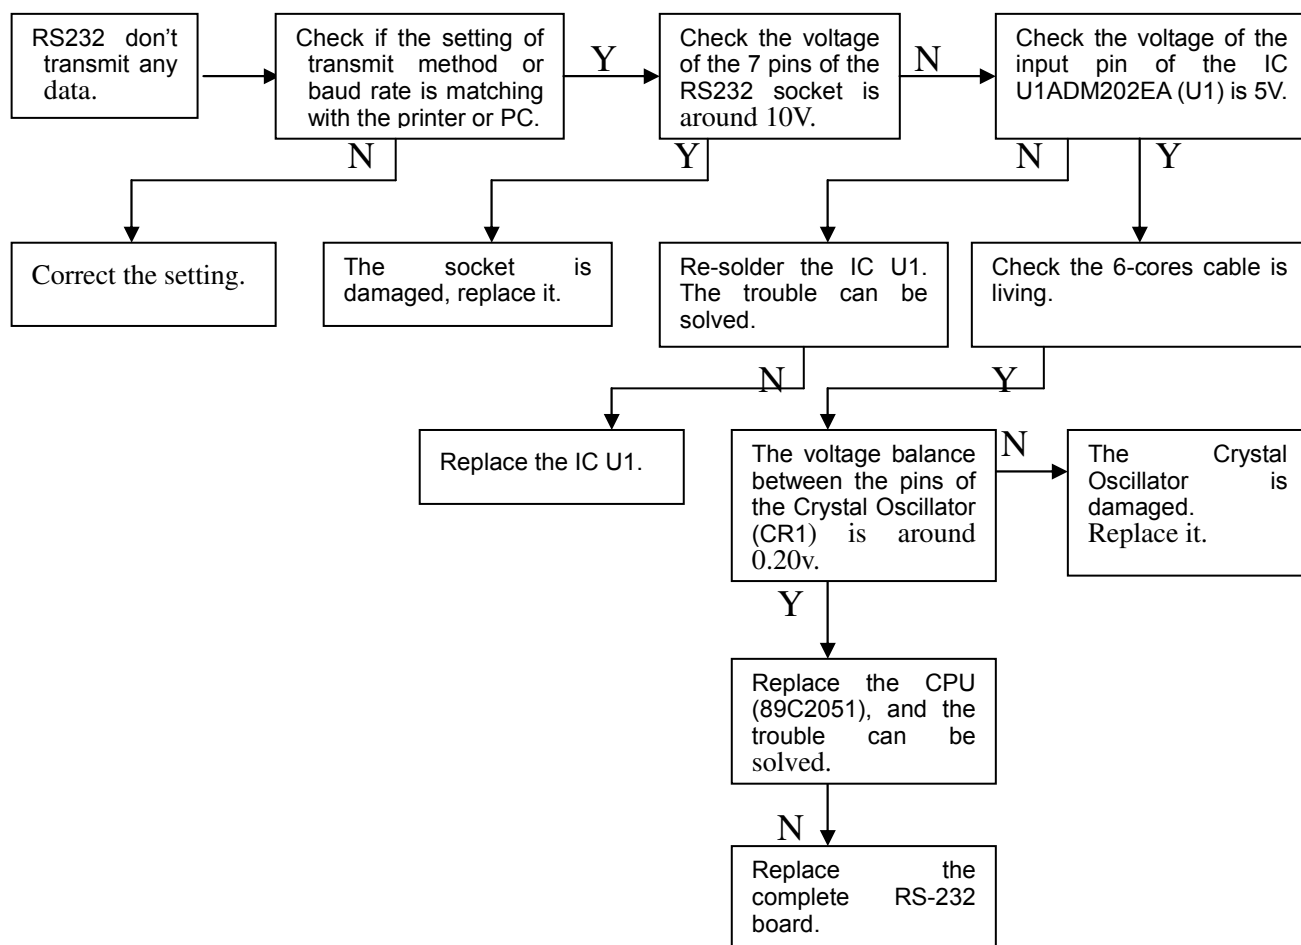 RS232 don't
transmit any
data.
Check if the setting of
transmit method or
baud rate is matching
with the printer or PC.
Y
Check the voltage
of the 7 pins of the
RS232 socket is
around 10V.
N
Check the voltage of the
input pin of the IC
U1ADM202EA (U1) is 5V.
N
Y
N
Y
Correct the setting.
The socket is
damaged, replace it.
Re-solder the IC U1.
The trouble can be
solved.
Check the 6-cores cable is
living.
N
Y
Replace the IC U1.
The voltage balance
between the pins of
the Crystal Oscillator
(CR1) is around
0.20v.
N
The Crystal
Oscillator is
damaged.
Replace it.
Y
Replace the CPU
(89C2051), and the
trouble can be
solved.
N
Replace the
complete RS-232
board.